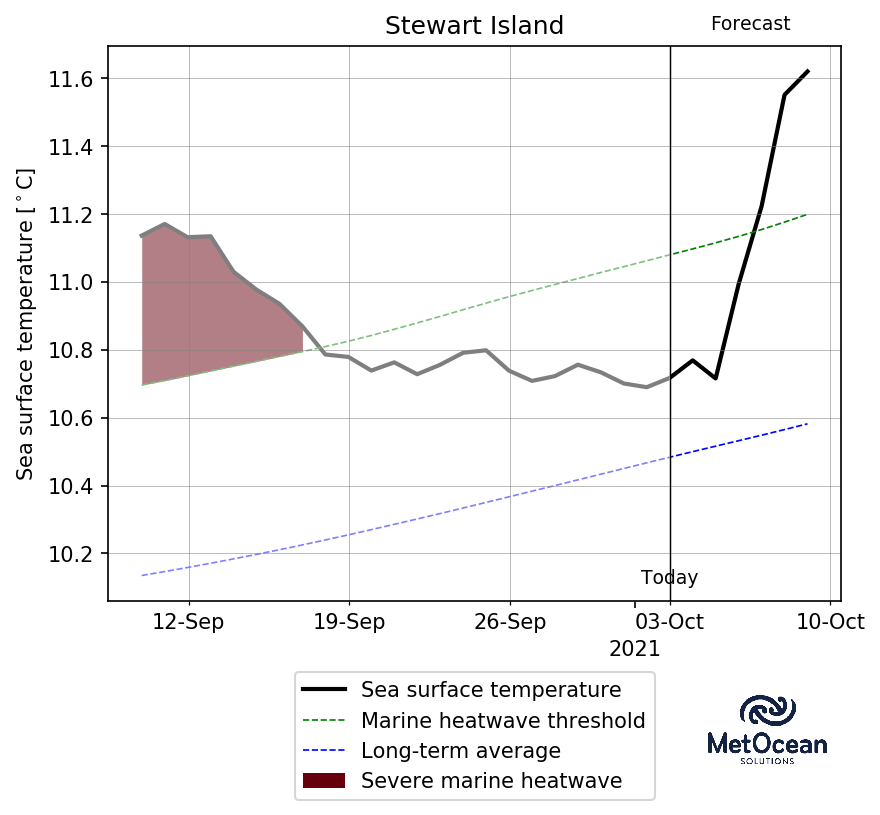 Stewart Island
Forecast
Sea surface temperature [°C]
11.6
11.4
11.2
11.0
10.8
10.6
10.4
10.2
Today
12-Sep
19-Sep
26-Sep
03-Oct
10-Oct
2021
Sea surface temperature
Marine heatwave threshold
Long-term average
Severe marine heatwave
MetOcean
SOLUTIONS